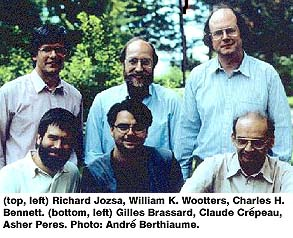 (top, left) Richard Jozsa, William K. Wootters, Charles H.
Bennett. (bottom, left) Gilles Brassard, Claude Crépeau,
Asher Peres. Photo: André Berthiaume.